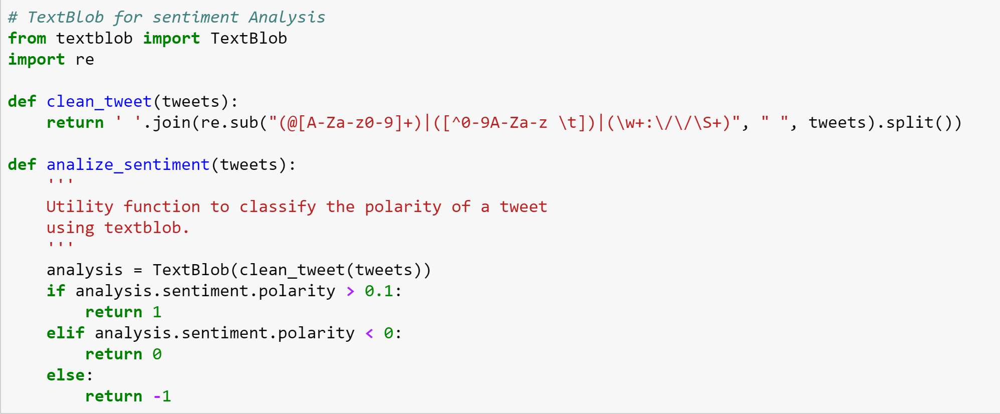 # TextBlob for sentiment Analysis
from textblob import TextBlob
import re

def clean_tweet(tweets):
    return ' '.join(re.sub("(@[A-Za-z0-9]+)|([^0-9A-Za-z \t])|(\w+:\/\/\S+)", " ", tweets).split())

def analize_sentiment(tweets):
    '''
    Utility function to classify the polarity of a tweet
    using textblob.
    '''
    analysis = TextBlob(clean_tweet(tweets))
    if analysis.sentiment.polarity > 0.1:
        return 1
    elif analysis.sentiment.polarity < 0:
        return 0
    else:
        return -1